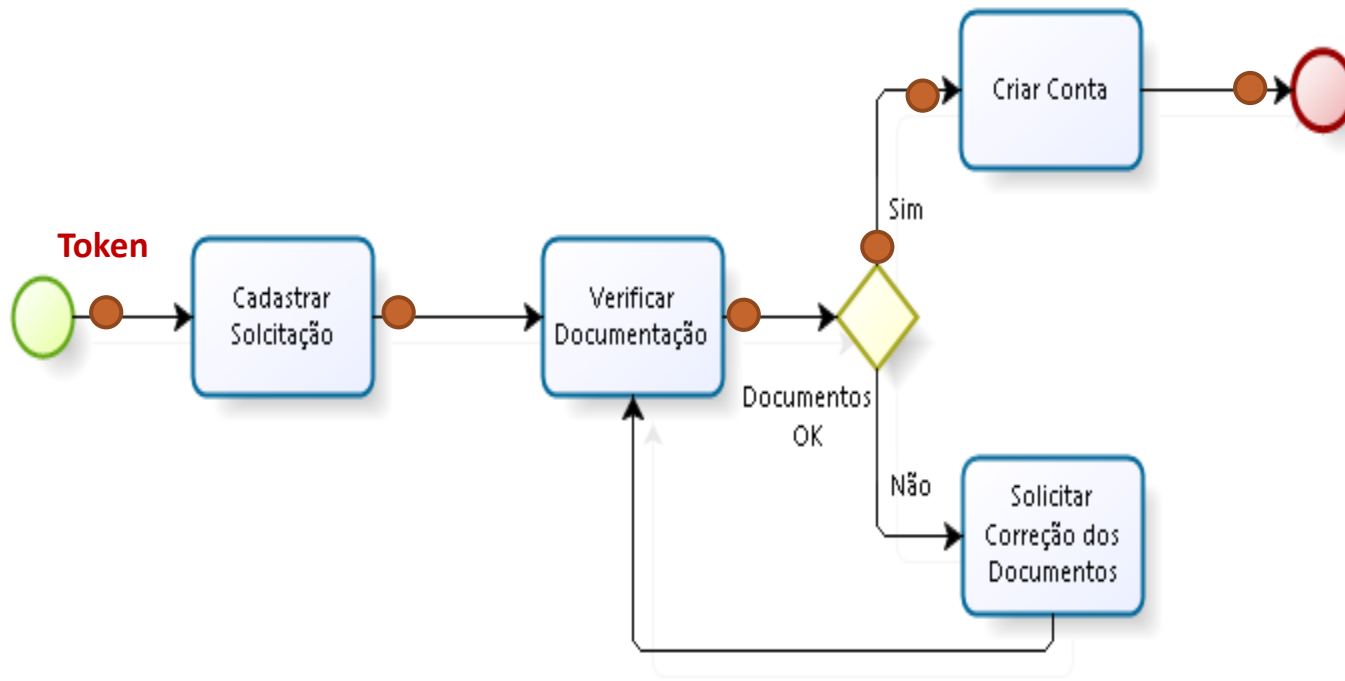 Criar Conta
Sim
Token
Cadastrar
Solcitação
Verificar
Documentação
Documentos
OK
Não
Solicitar
Correção dos
Documentos